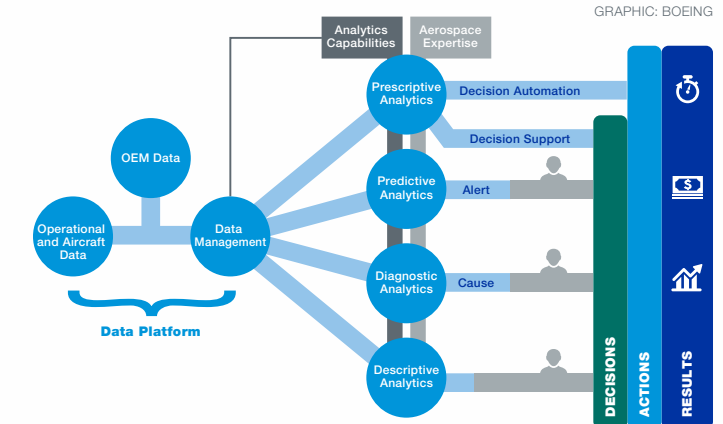 GRAPHIC: BOEING
Analytics
Capabilities
Aerospace
Expertise
Prescriptive
Analytics
Decision Automation
Decision Support
OEM Data
Predictive
Analytics
Alert
Operational
and Aircraft
Data
Data
Management
Diagnostic
Analytics
Cause
Data Platform
Descriptive
Analytics
DECISIONS
ACTIONS
RESULTS